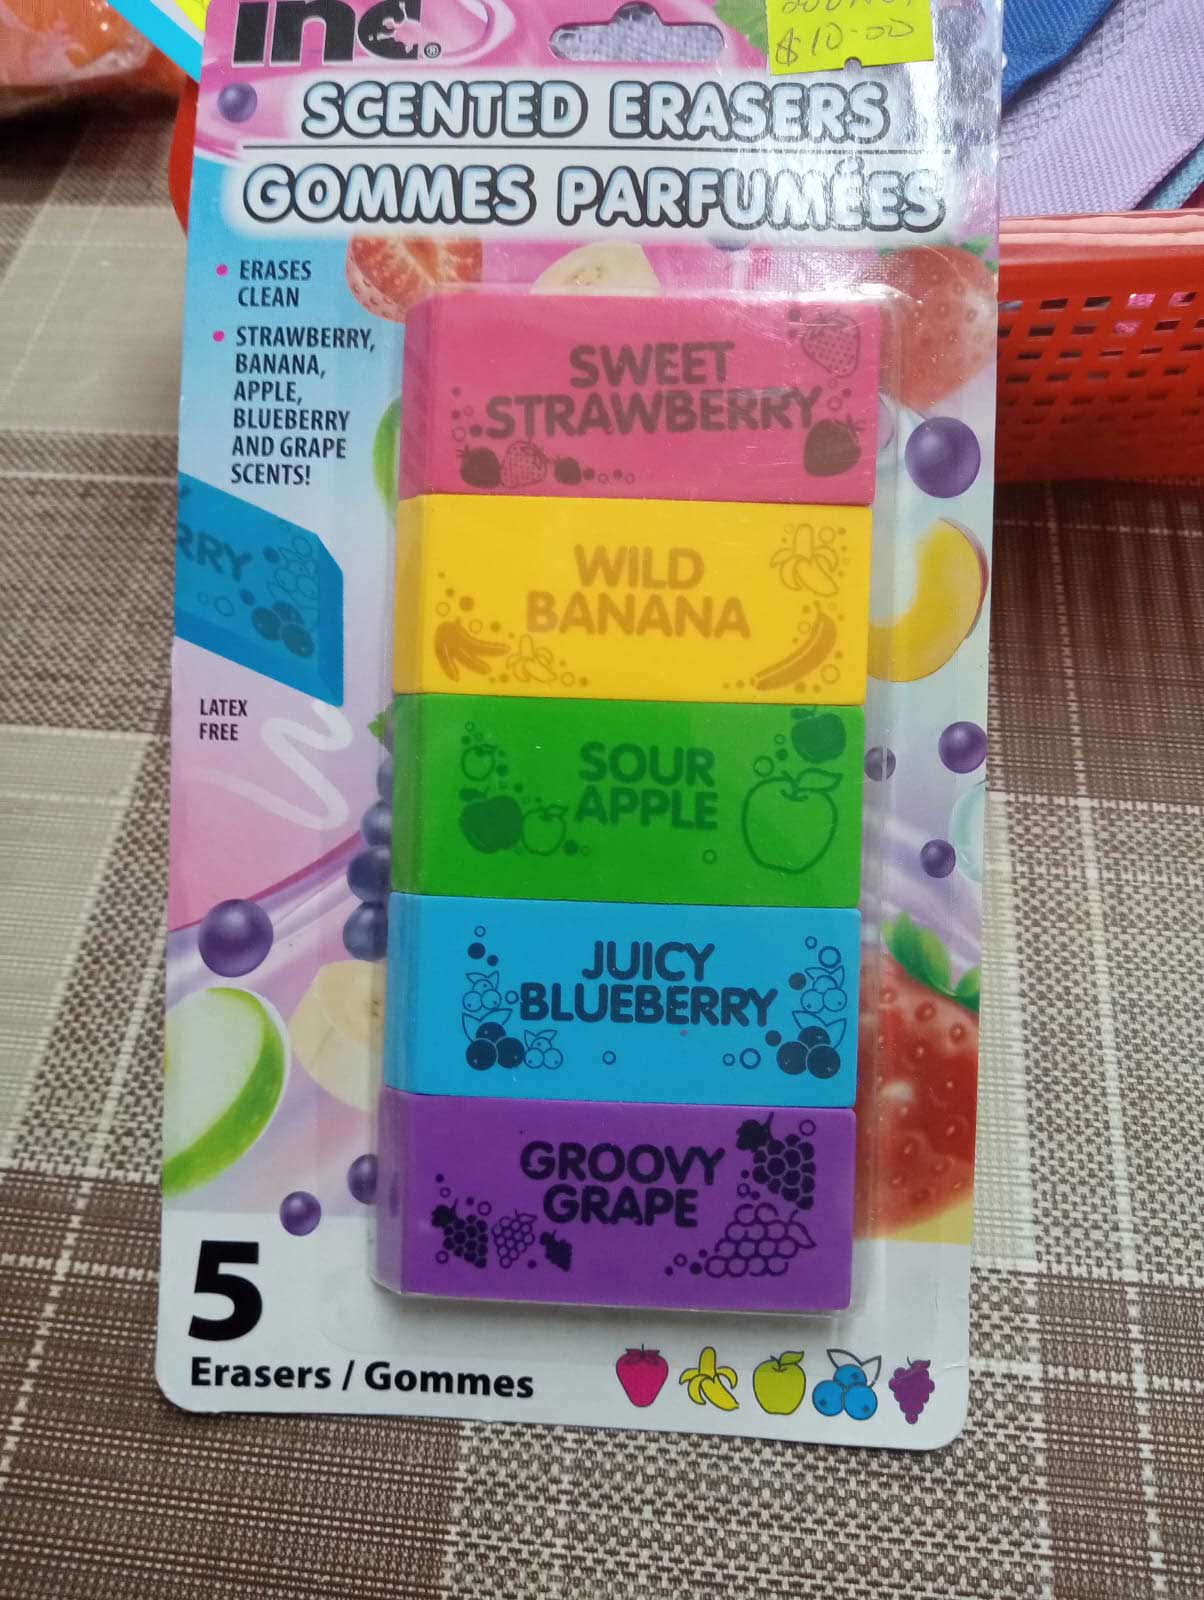 $10.00
inc®
SCENTED ERASERS
GOMMES PARFUMÉES
• ERASES
CLEAN
• STRAWBERRY,
BANANA,
APPLE,
BLUEBERRY
AND GRAPE
SCENTS!
RRY
LATEX
FREE
SWEET
STRAWBERRY
WILD
BANANA
SOUR
APPLE
JUICY
BLUEBERRY
GROOVY
GRAPE
5
Erasers / Gommes